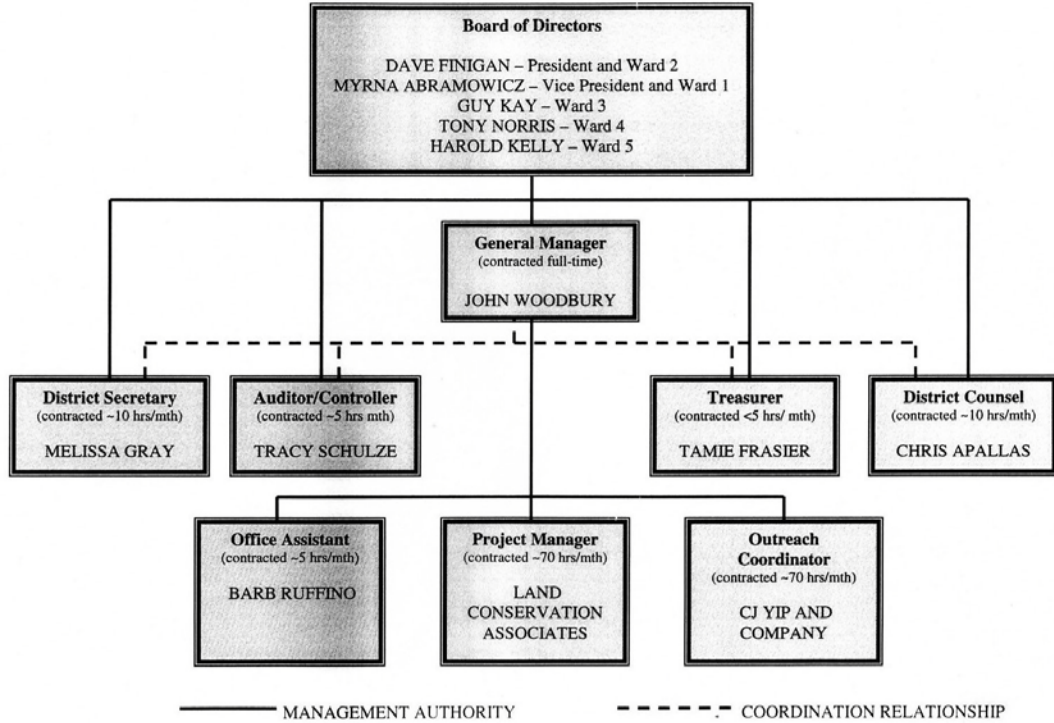 Board of Directors
DAVE FINIGAN – President and Ward 2
MYRNA ABRAMOWICZ – Vice President and Ward 1
GUY KAY – Ward 3
TONY NORRIS – Ward 4
HAROLD KELLY – Ward 5
General Manager
(contracted full-time)
JOHN WOODBURY
District Secretary
(contracted ~10 hrs/mth)
MELISSA GRAY
Auditor/Controller
(contracted ~5 hrs mth)
TRACY SCHULZE
Treasurer
(contracted <5 hrs/ mth)
TAMIE FRASIER
District Counsel
(contracted ~10 hrs/mth)
CHRIS APALLAS
Office Assistant
(contracted ~5 hrs/mth)
BARB RUFFINO
Project Manager
(contracted ~70 hrs/mth)
LAND
CONSERVATION
ASSOCIATES
Outreach
Coordinator
(contracted ~70 hrs/mth)
CJ YIP AND
COMPANY
MANAGEMENT AUTHORITY
COORDINATION RELATIONSHIP